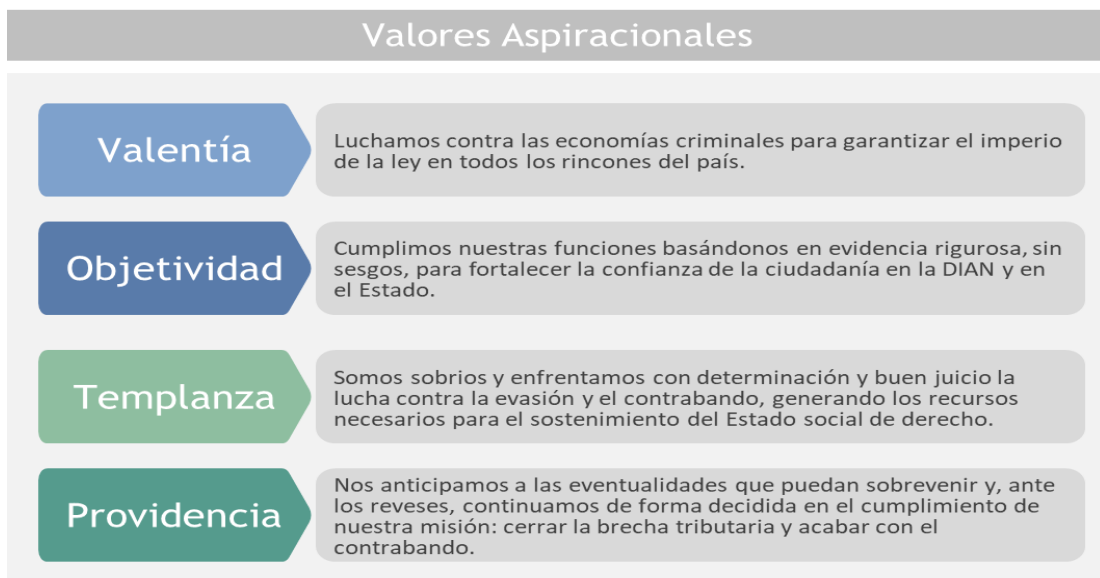 Valores Aspiracionales
Valentía
Luchamos contra las economías criminales para garantizar el imperio
de la ley en todos los rincones del país.
Objetividad
Cumplimos nuestras funciones basándonos en evidencia rigurosa, sin
sesgos, para fortalecer la confianza de la ciudadanía en la DIAN y en
el Estado.
Templanza
Somos sobrios y enfrentamos con determinación y buen juicio la
lucha contra la evasión y el contrabando, generando los recursos
necesarios para el sostenimiento del Estado social de derecho.
Providencia
Nos anticipamos a las eventualidades que puedan sobrevenir y, ante
los reveses, continuamos de forma decidida en el cumplimiento de
nuestra misión: cerrar la brecha tributaria y acabar con el
contrabando.